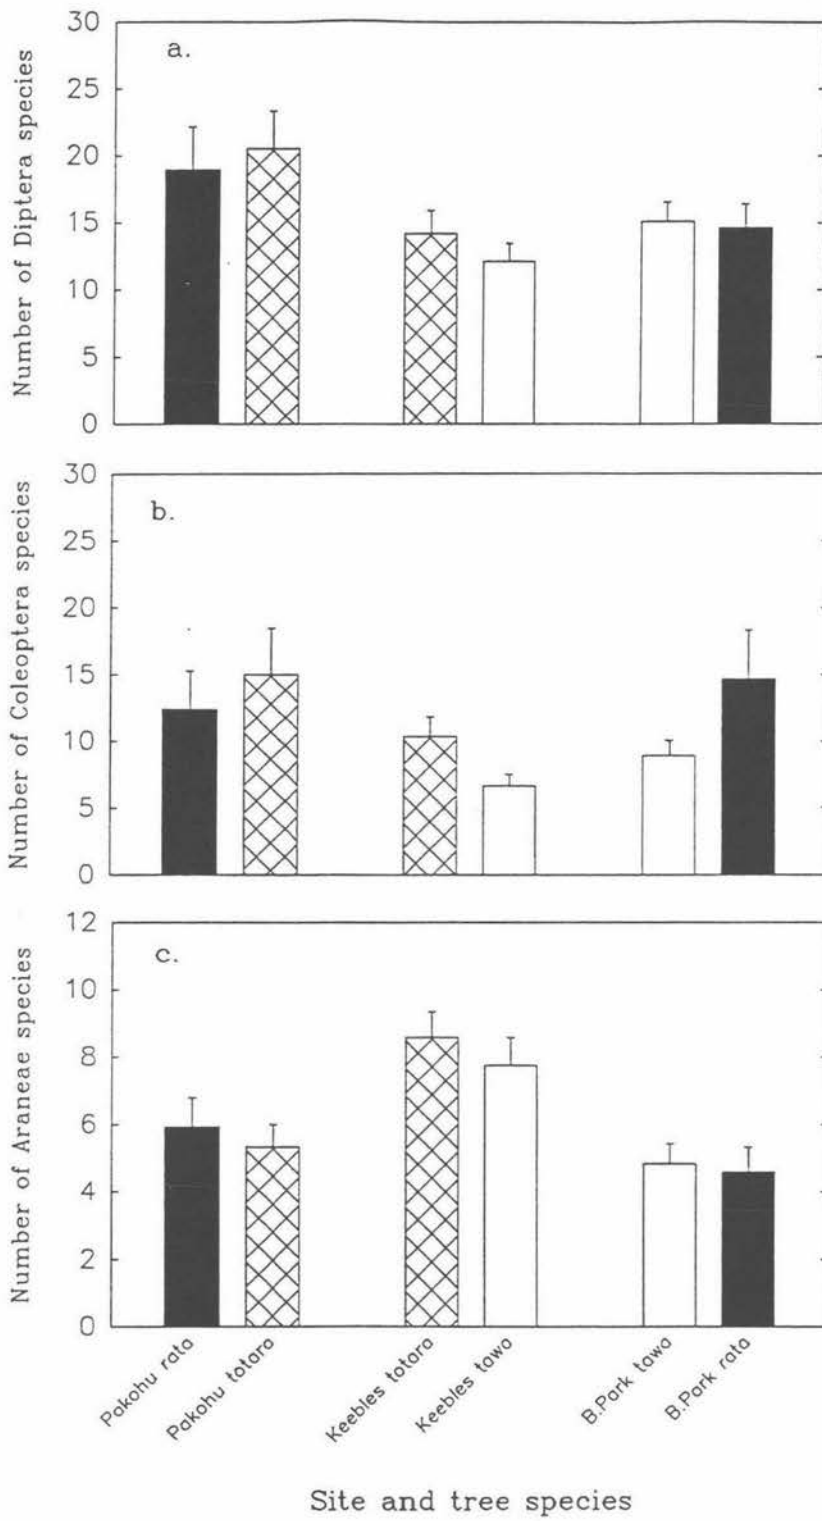 30
a.
25
20
15
10
5
0
Number of Diptera species
30
b.
25
20
15
10
5
0
Number of Coleoptera species
12
c.
10
8
6
4
2
0
Number of Araneae species
Pakohu rata
Pakohu totara
Keebles totara
Keebles tawa
B.Park tawa
B.Park rata
Site and tree species